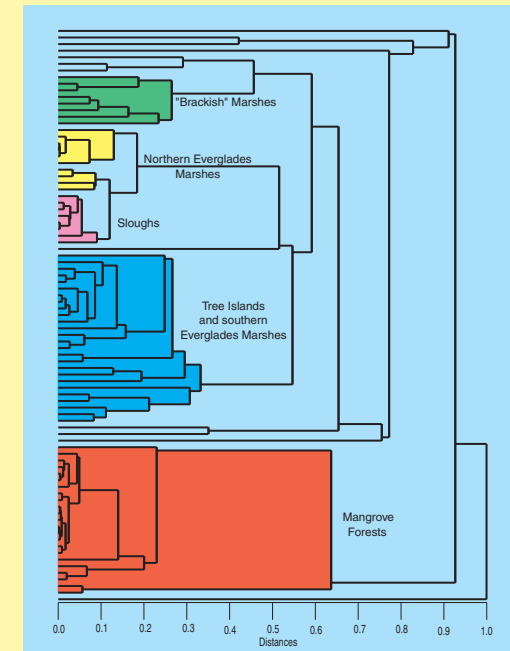 "Brackish" Marshes
Northern Everglades
Marshes
Sloughs
Tree Islands
and southern
Everglades Marshes
Mangrove
Forests
0.0 0.1 0.2 0.3 0.4 0.5 0.6 0.7 0.8 0.9 1.0
Distances